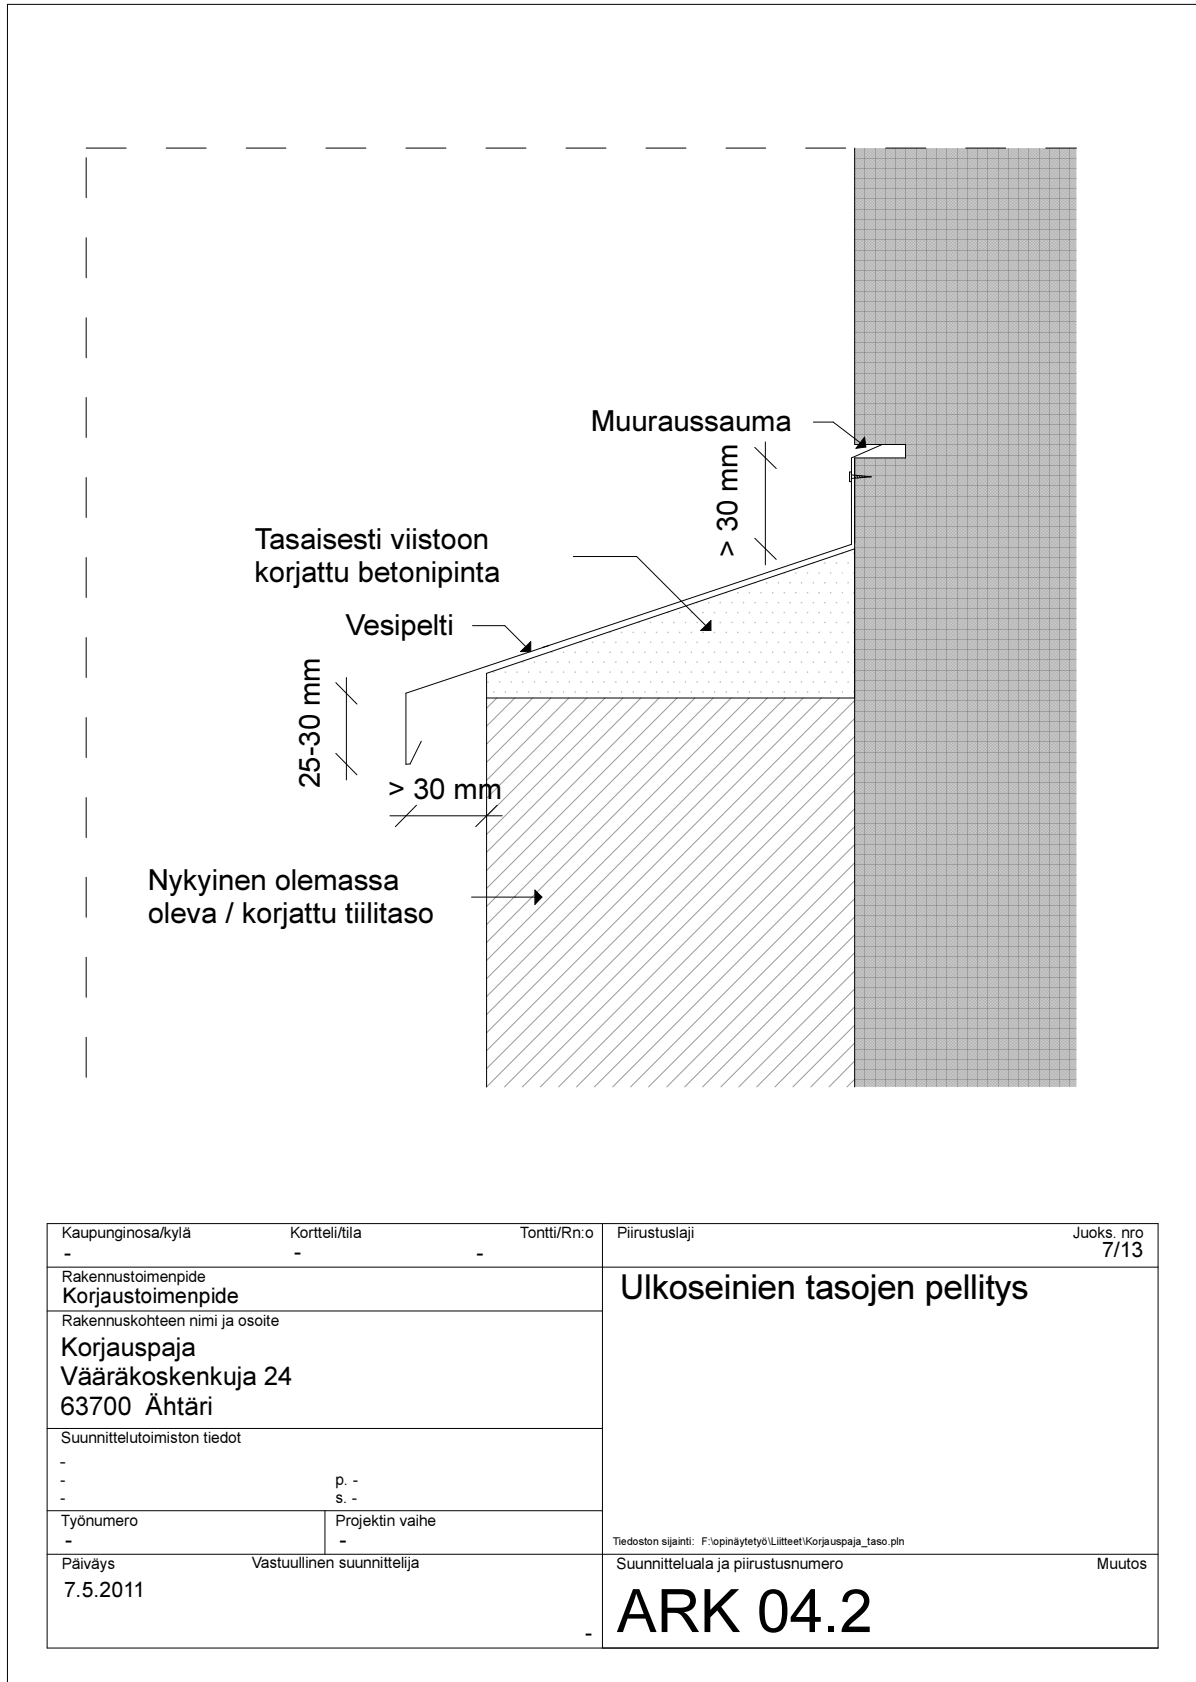 Muuraussauma
> 30 mm
Tasaisesti viistoon
korjattu betonipinta
Vesipelti
25-30 mm
> 30 mm
Nykyinen olemassa
oleva / korjattu tiilitaso
Kaupunginosa/kylä Kortteli/tila Tontti/Rn:o
- - -
Piirustuslaji Juoks. nro
7/13
Rakennustoimenpide
Korjaustoimenpide
Ulkoseinien tasojen pellitys
Rakennuskohteen nimi ja osoite
Korjauspaja
Vääräkoskenkuja 24
63700 Ähtäri
Suunnittelutoimiston tiedot
-
- p. -
- s. -
Työnumero Projektin vaihe
- -
Tiedoston sijainti: F:\opinäytetyö\Liitteet\Korjauspaja_taso.pln
Päiväys Vastuullinen suunnittelija
7.5.2011
-
Suunnitteluala ja piirustusnumero Muutos
ARK 04.2